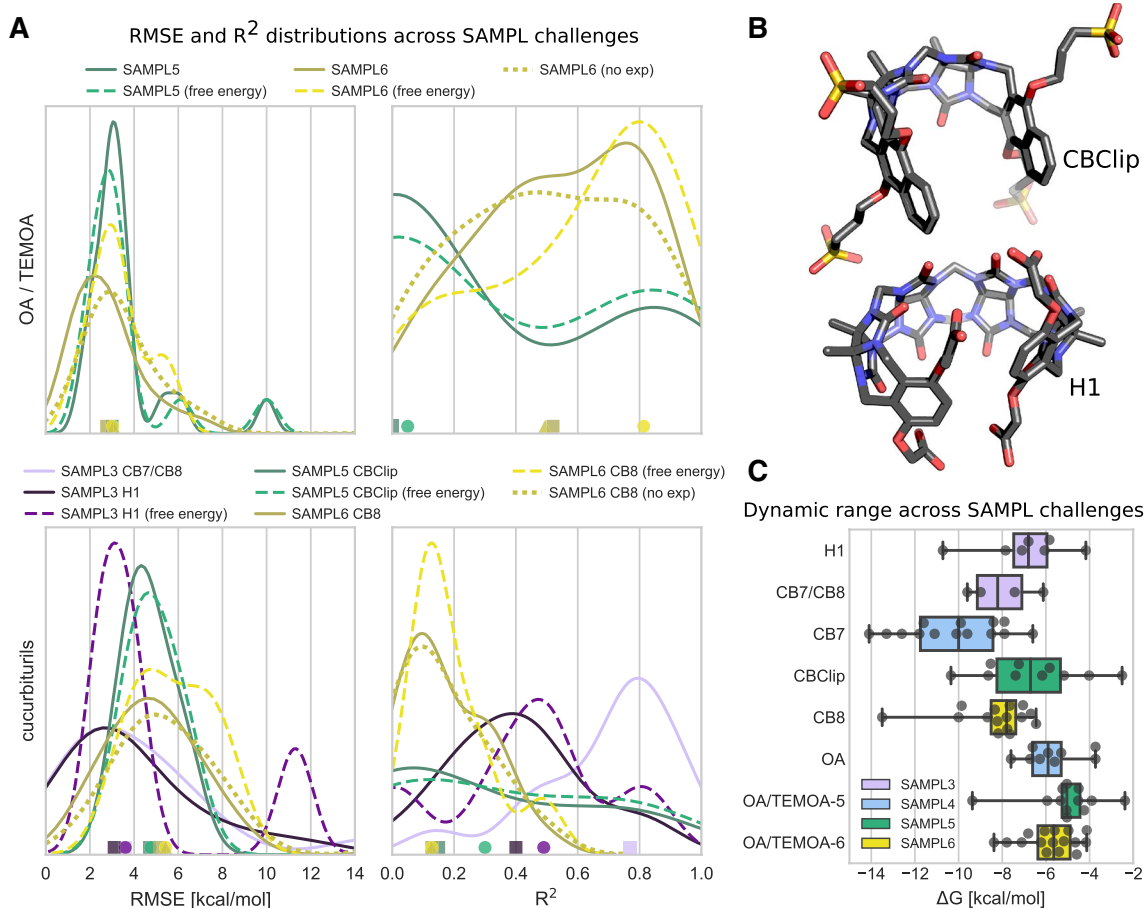 A
RMSE and R² distributions across SAMPL challenges
SAMPL5
SAMPL5 (free energy)
SAMPL6
SAMPL6 (free energy)
SAMPL6 (no exp)
OA / TEMOA
SAMPL3 CB7/CB8
SAMPL3 H1
SAMPL3 H1 (free energy)
SAMPL5 CBClip
SAMPL5 CBClip (free energy)
SAMPL6 CB8
SAMPL6 CB8 (free energy)
SAMPL6 CB8 (no exp)
cucurbiturils
0 2 4 6 8 10 12 14
RMSE [kcal/mol]
0.0 0.2 0.4 0.6 0.8 1.0
R²
B
CBClip
H1
C
Dynamic range across SAMPL challenges
H1
CB7/CB8
CB7
CBClip
CB8
OA
OA/TEMOA-5
OA/TEMOA-6
SAMPL3
SAMPL4
SAMPL5
SAMPL6
−14 −12 −10 −8 −6 −4 −2
ΔG [kcal/mol]